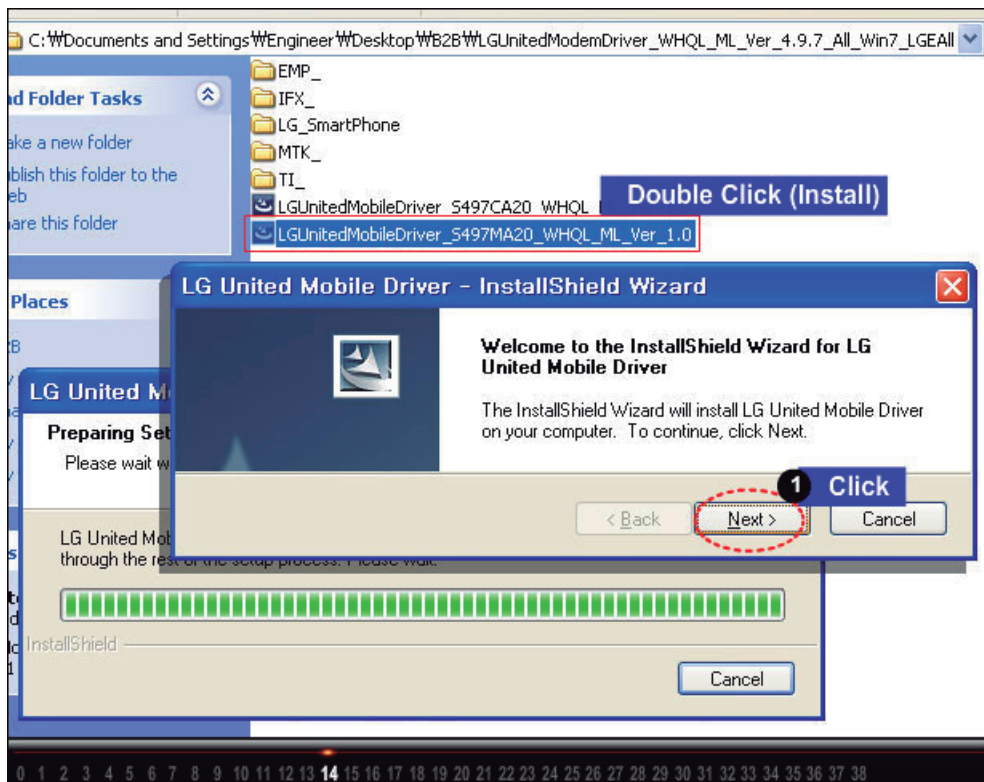 C:₩Documents and Settings₩Engineer₩Desktop₩B2B₩LGUnitedModemDriver_WHQL_ML_Ver_4.9.7_All_Win7_LGEAll
EMP_
IFX_
LG_SmartPhone
MTK_
TI_
LGUnitedMobileDriver_S497CA20_WHQL
LGUnitedMobileDriver_S497MA20_WHQL_ML_Ver_1.0
Double Click (Install)
Folder Tasks
a new folder
this folder to the
this folder
Places
LG United Mobile Driver - InstallShield Wizard
Welcome to the InstallShield Wizard for LG
United Mobile Driver
The InstallShield Wizard will install LG United Mobile Driver
on your computer. To continue, click Next.
1 Click
< Back
Next >
Cancel
LG United
Preparing
Please wait
LG United
through the rest of the setup process. Please wait.
InstallShield
Cancel
0 1 2 3 4 5 6 7 8 9 10 11 12 13 14 15 16 17 18 19 20 21 22 23 24 25 26 27 28 29 30 31 32 33 34 35 36 37 38